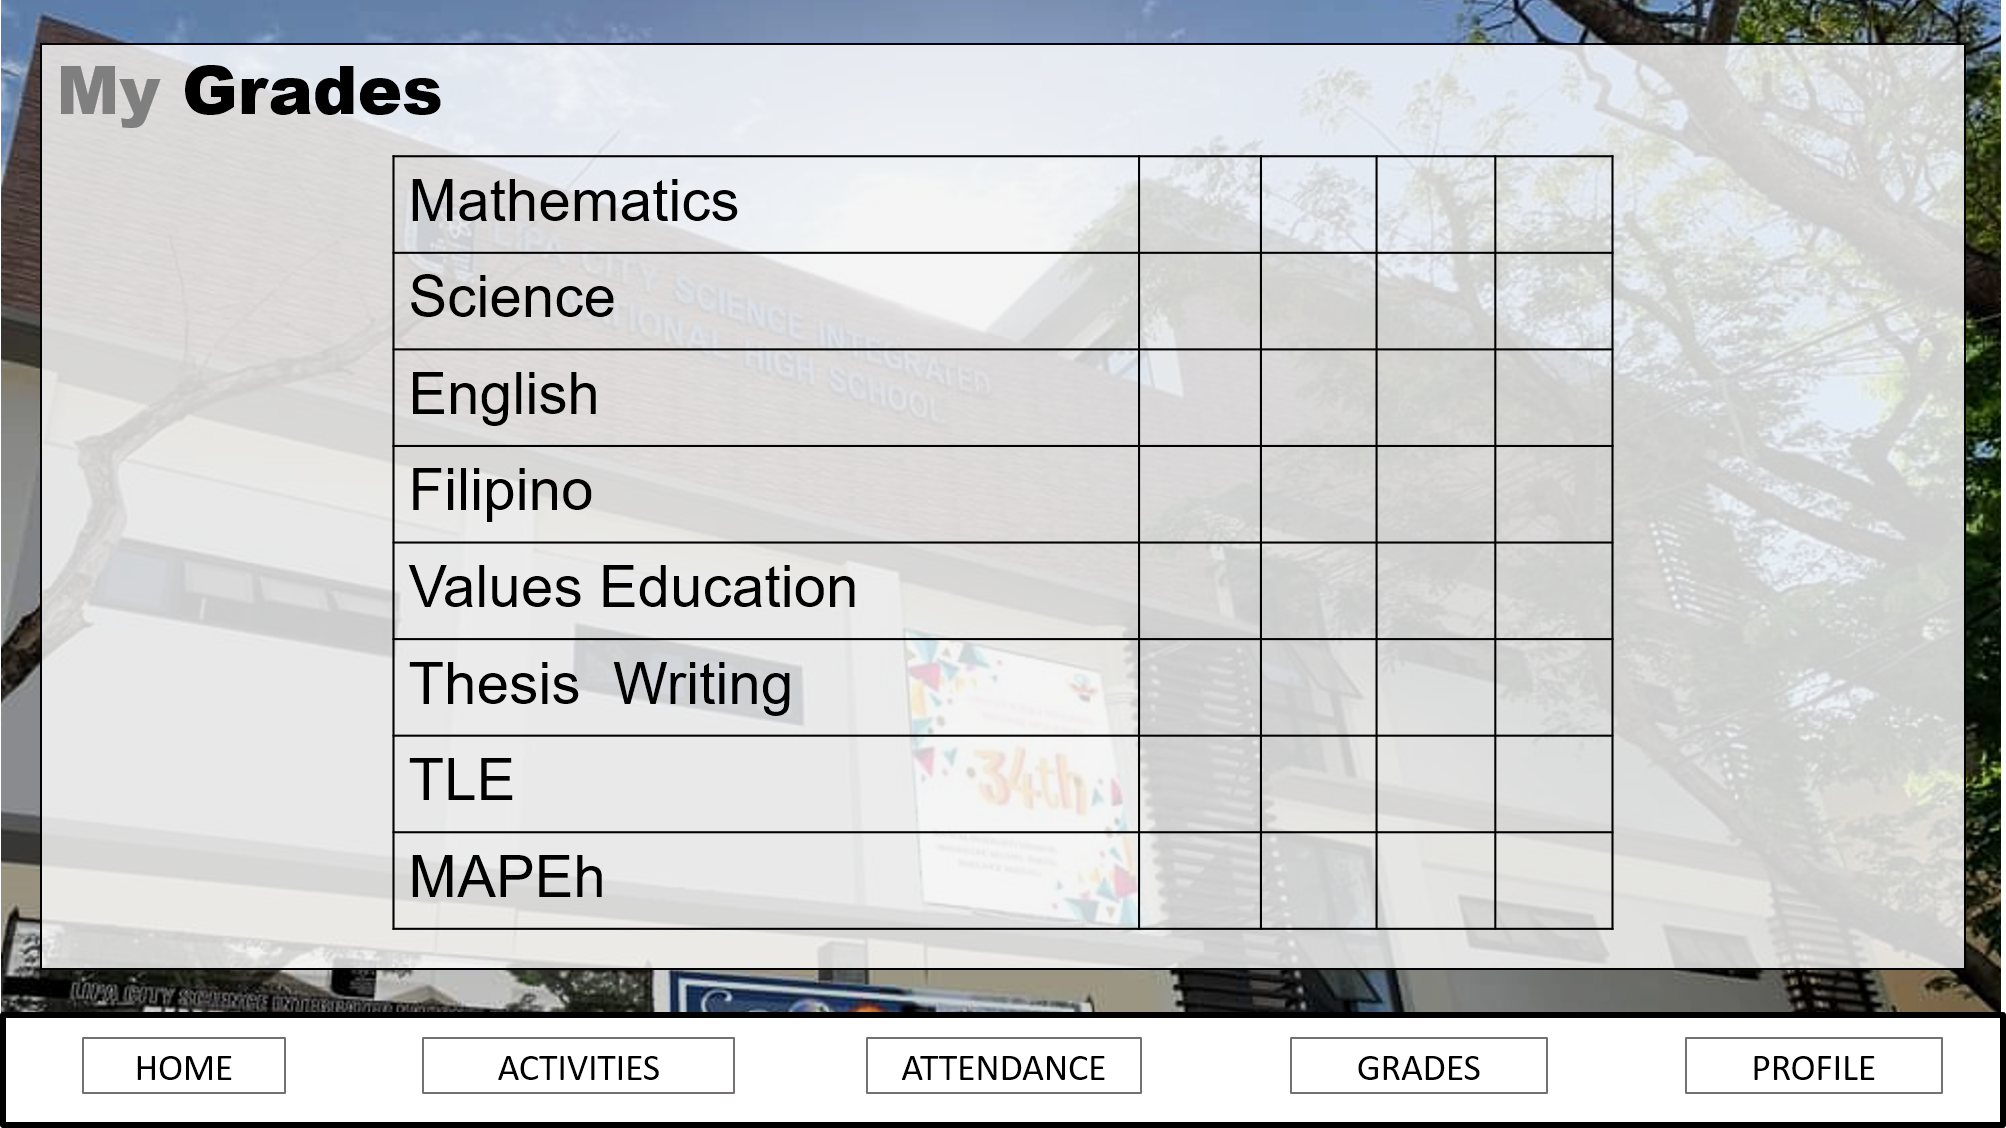 My Grades
Mathematics
Science
English
Filipino
Values Education
Thesis  Writing
TLE
MAPEh
LIPA CITY SCIENCE INTEGRATED
NATIONAL HIGH SCHOOL
34th
HOME
ACTIVITIES
ATTENDANCE
GRADES
PROFILE